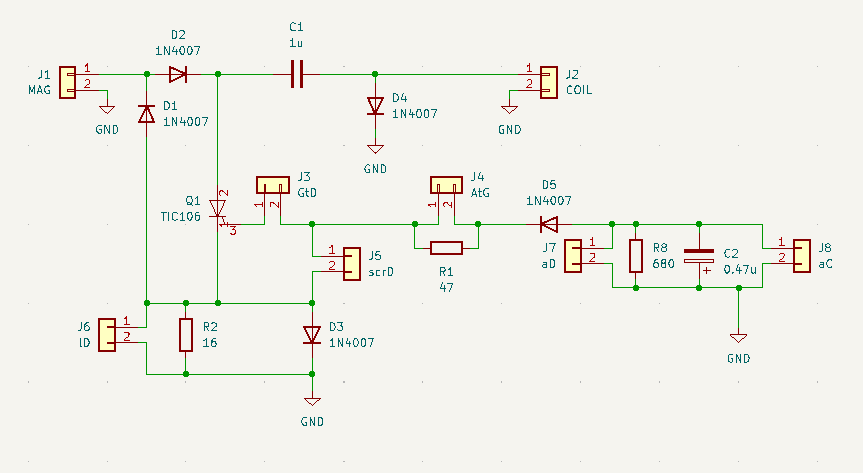 C1
1u
D2
1N4007
J1
MAG
1
2
GND
D1
1N4007
D4
1N4007
GND
1
2
J2
COIL
GND
Q1
TIC106
2
1
3
J3
GtD
1
2
J4
AtG
1
2
D5
1N4007
J5
scrD
1
2
R1
47
J7
aD
1
2
R8
680
C2
0.47u
+
1
2
J8
aC
GND
J6
ID
1
2
R2
16
D3
1N4007
GND